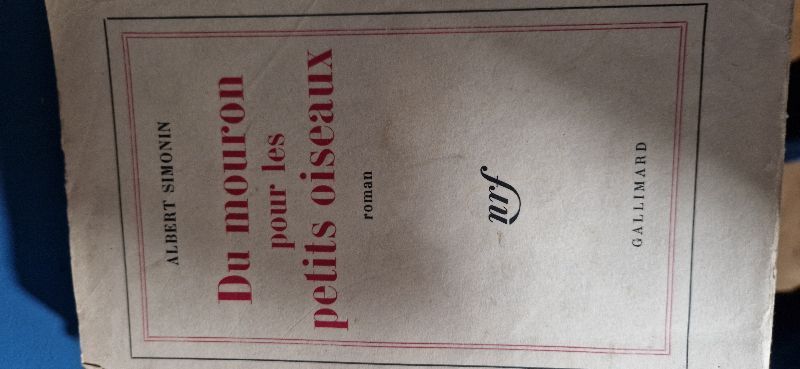 ALBERT SIMONIN
Du mouron
pour les
petits oiseaux
roman
nrf
GALLIMARD